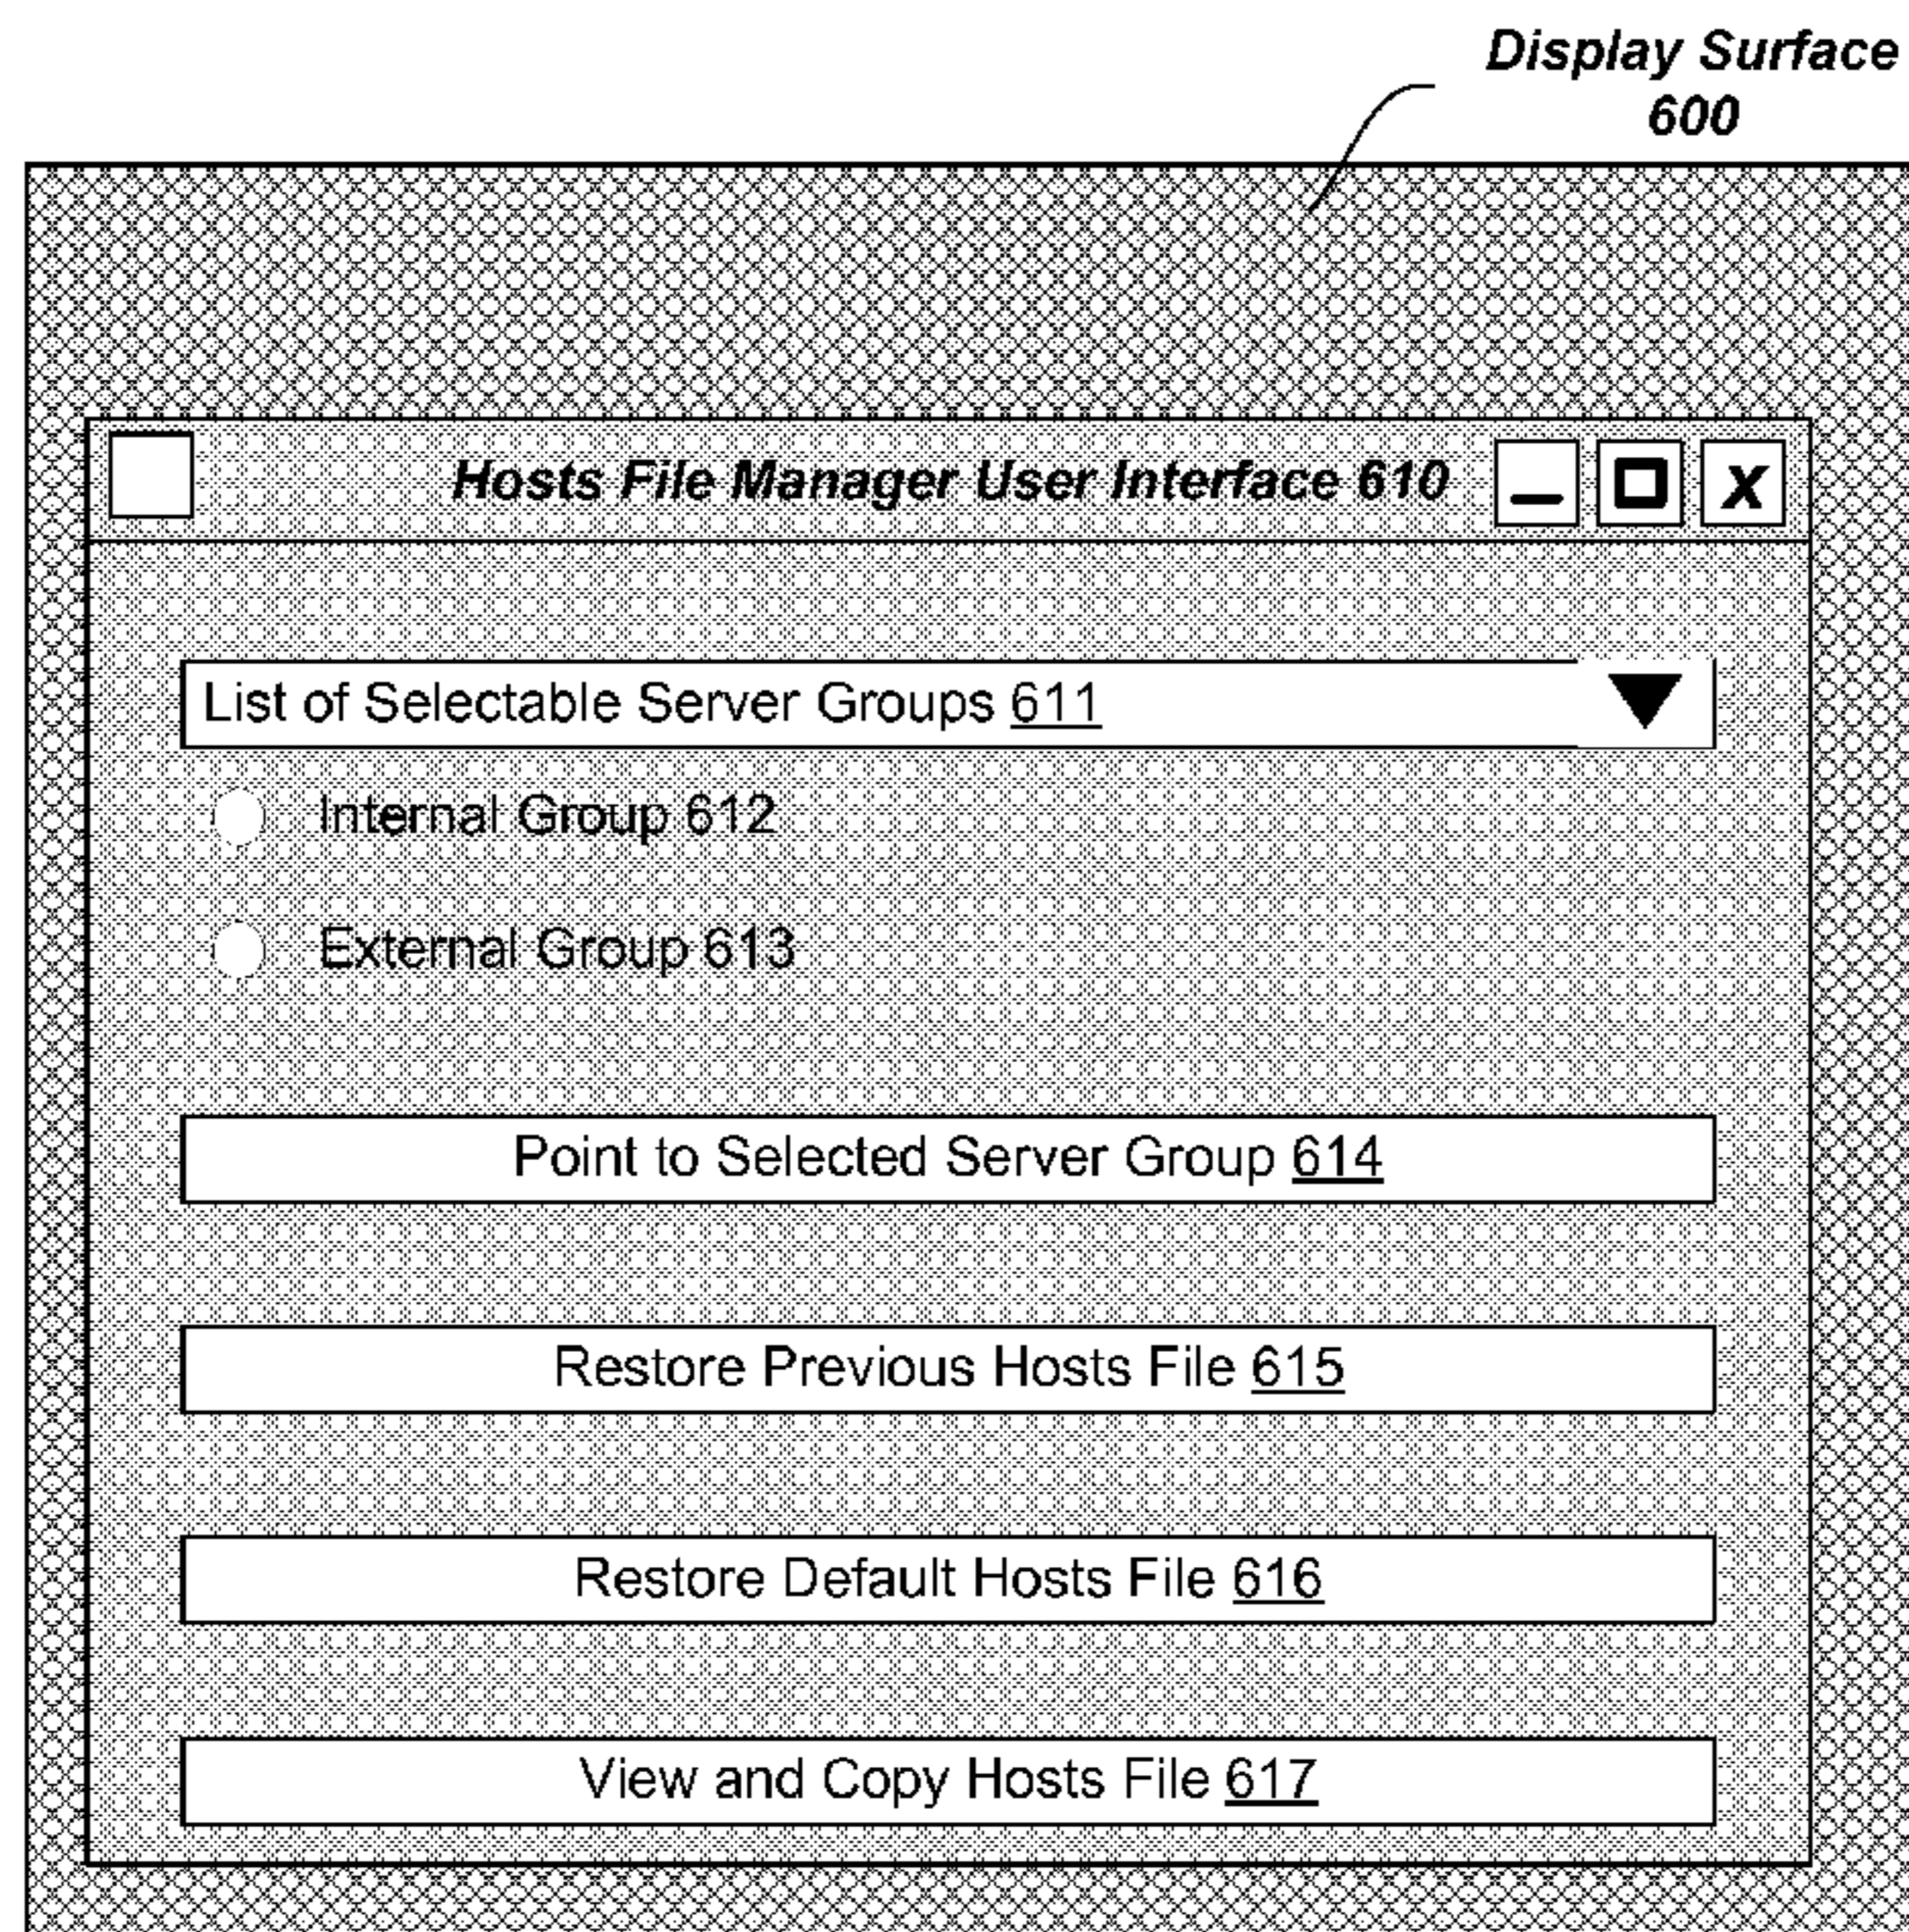 Display Surface
600
Hosts File Manager User Interface 610
X
List of Selectable Server Groups 611
Internal Group 612
External Group 613
Point to Selected Server Group 614
Restore Previous Hosts File 615
Restore Default Hosts File 616
View and Copy Hosts File 617